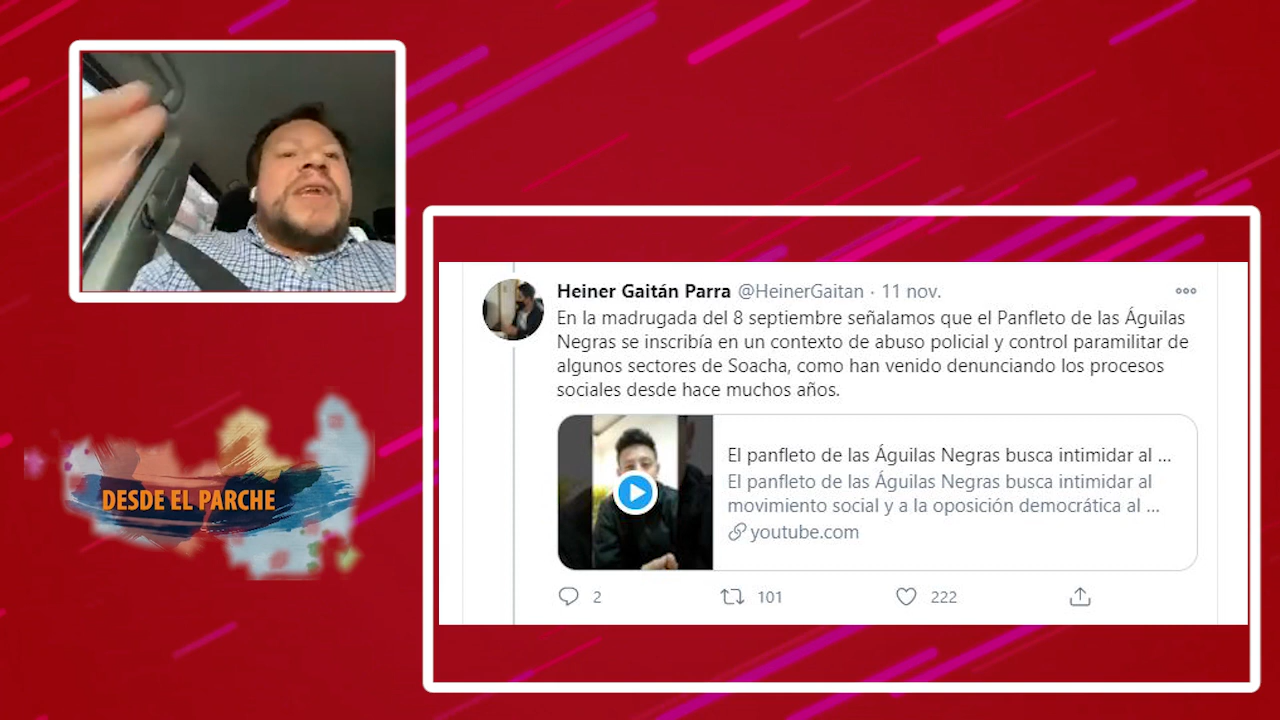 Heiner Gaitán Parra @HeinerGaitan · 11 nov.
En la madrugada del 8 septiembre señalamos que el Panfleto de las Águilas
Negras se inscribía en un contexto de abuso policial y control paramilitar de
algunos sectores de Soacha, como han venido denunciando los procesos
sociales desde hace muchos años.
El panfleto de las Águilas Negras busca intimidar al ...
El panfleto de las Águilas Negras busca intimidar al
movimiento social y a la oposición democrática al ...
youtube.com
2 101 222
DESDE EL PARCHE